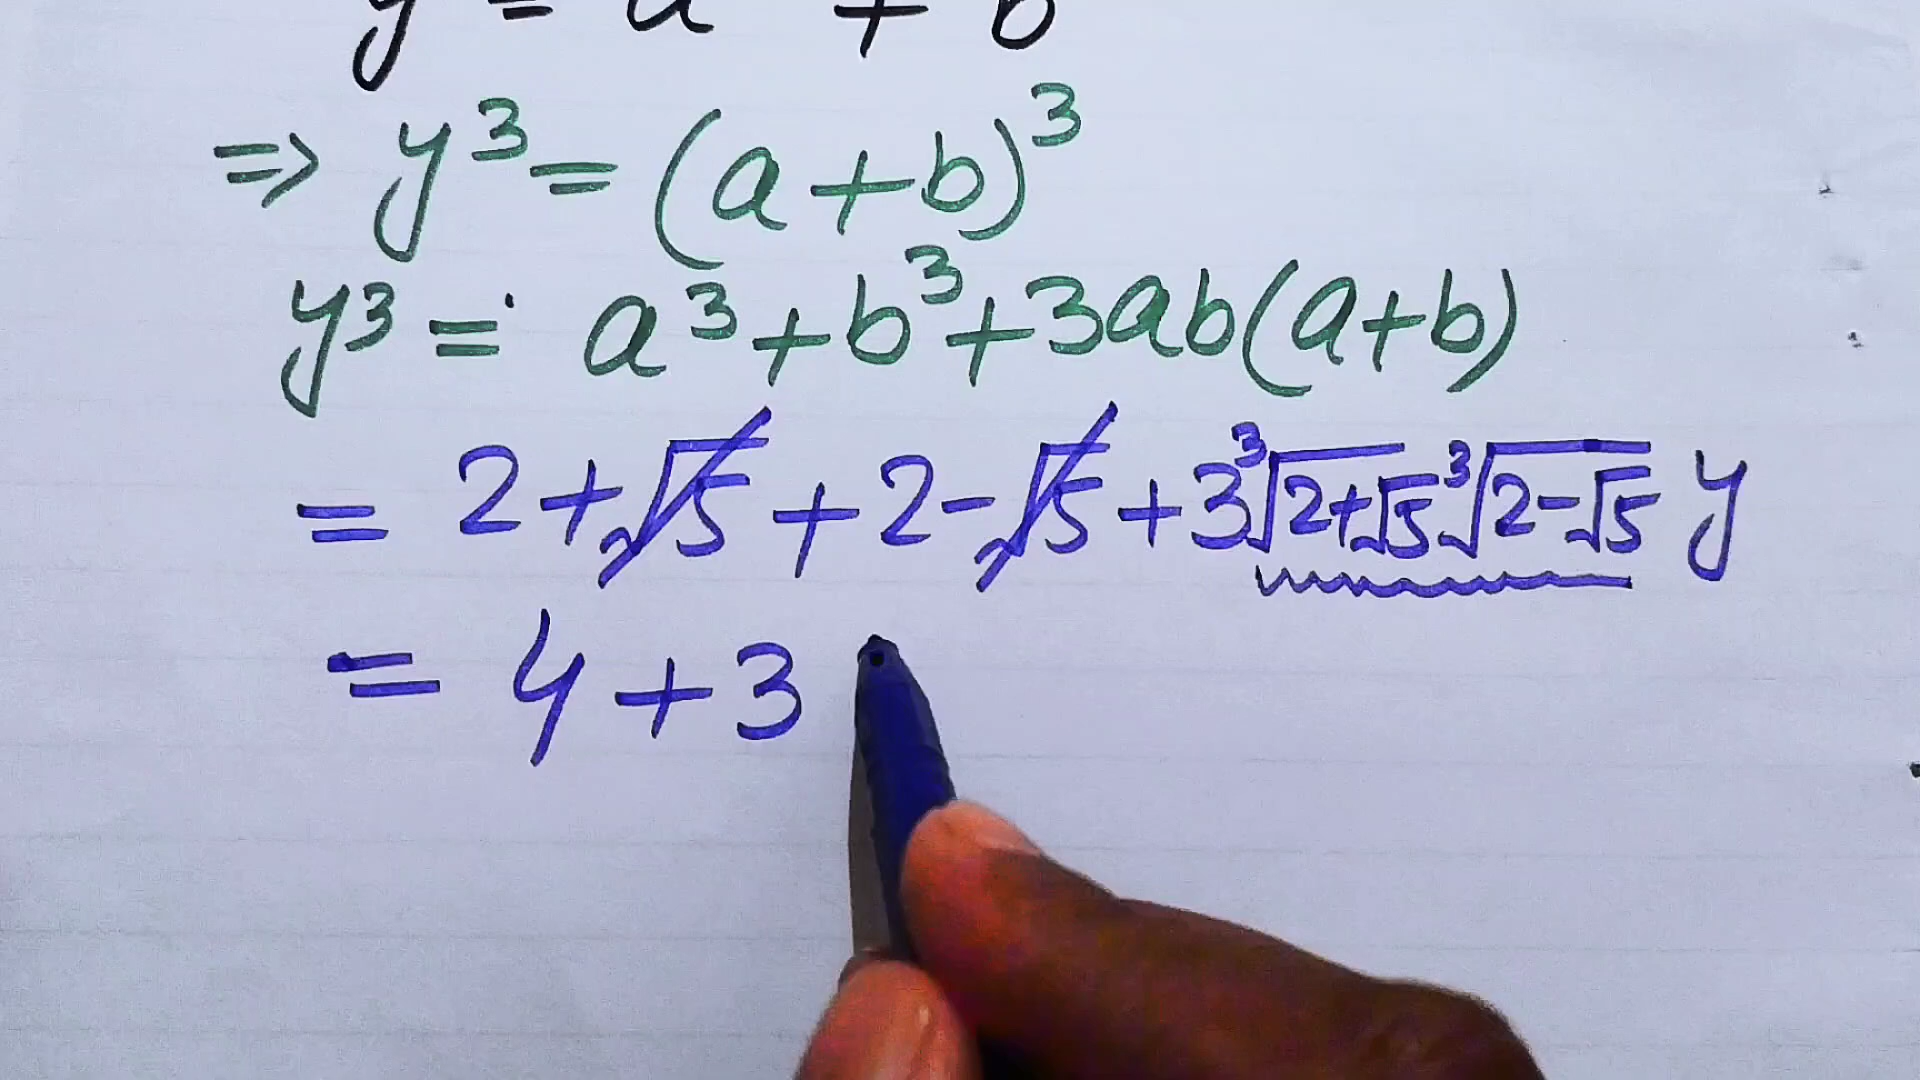 y = a + b
⇒ y³ = (a + b)³
y³ = a³ + b³ + 3ab(a+b)
= 2 + √5 + 2 - √5 + 3∛(2+√5) ∛(2-√5) y
= 4 + 3